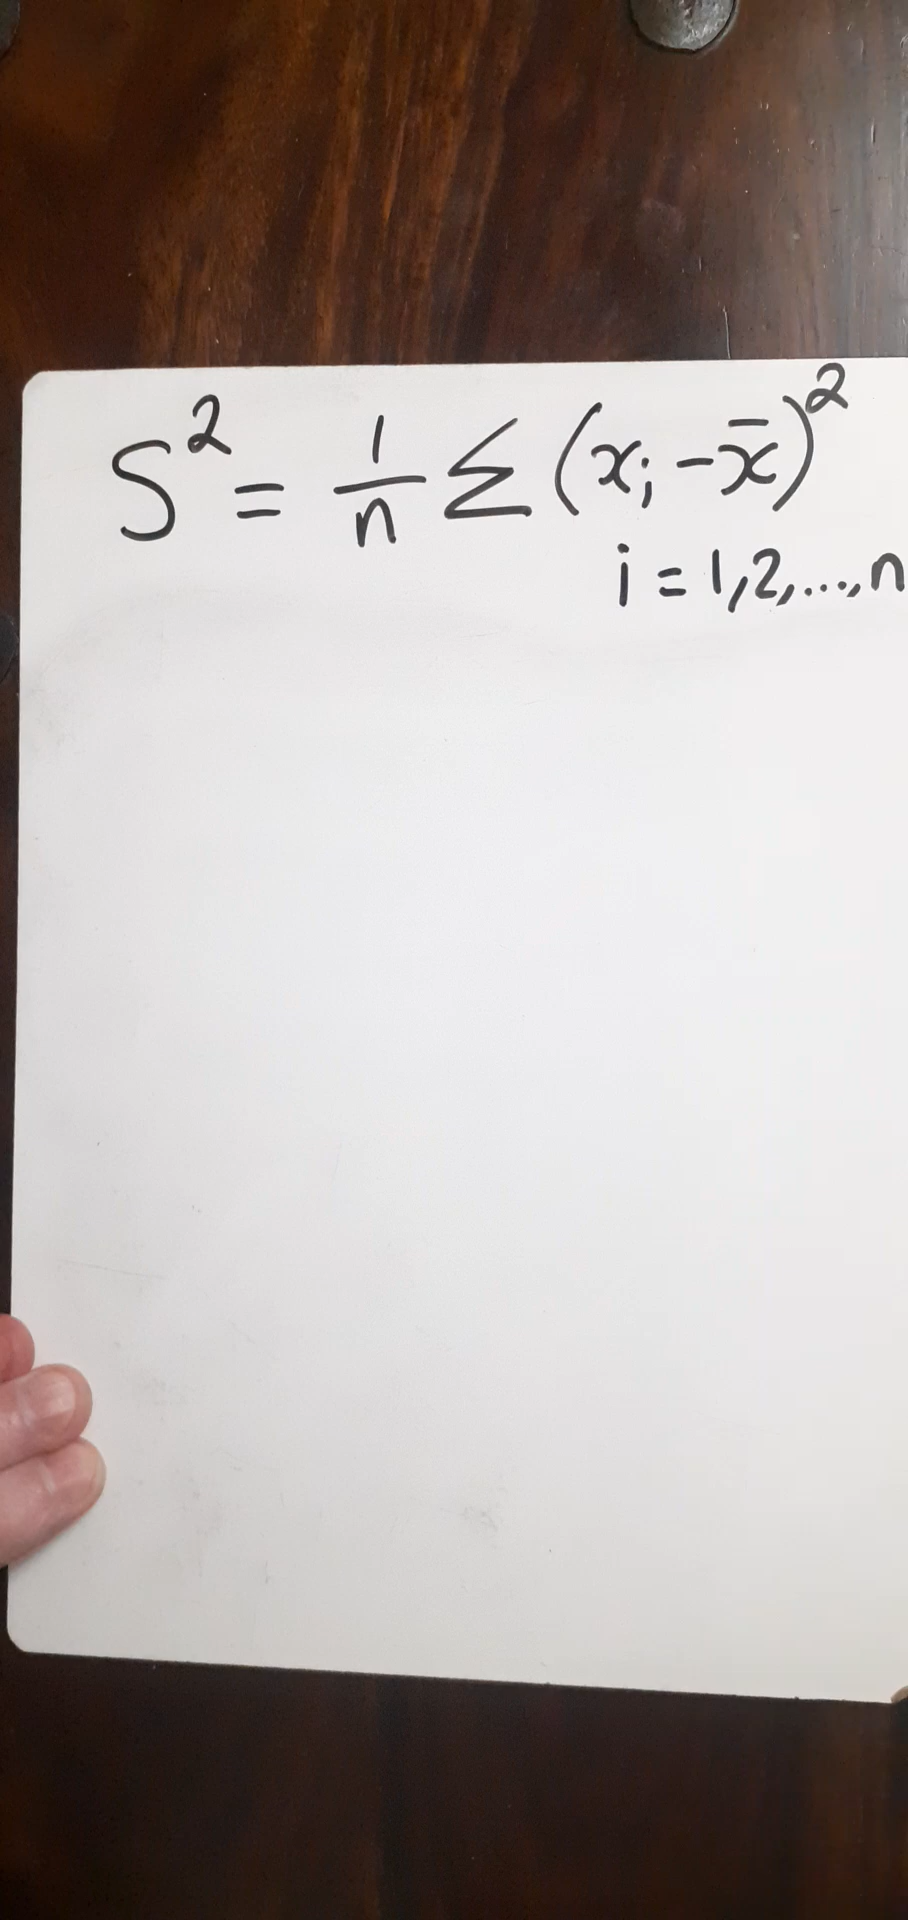 S² = 1/n Σ (xᵢ - x̄)²
i = 1,2,...,n